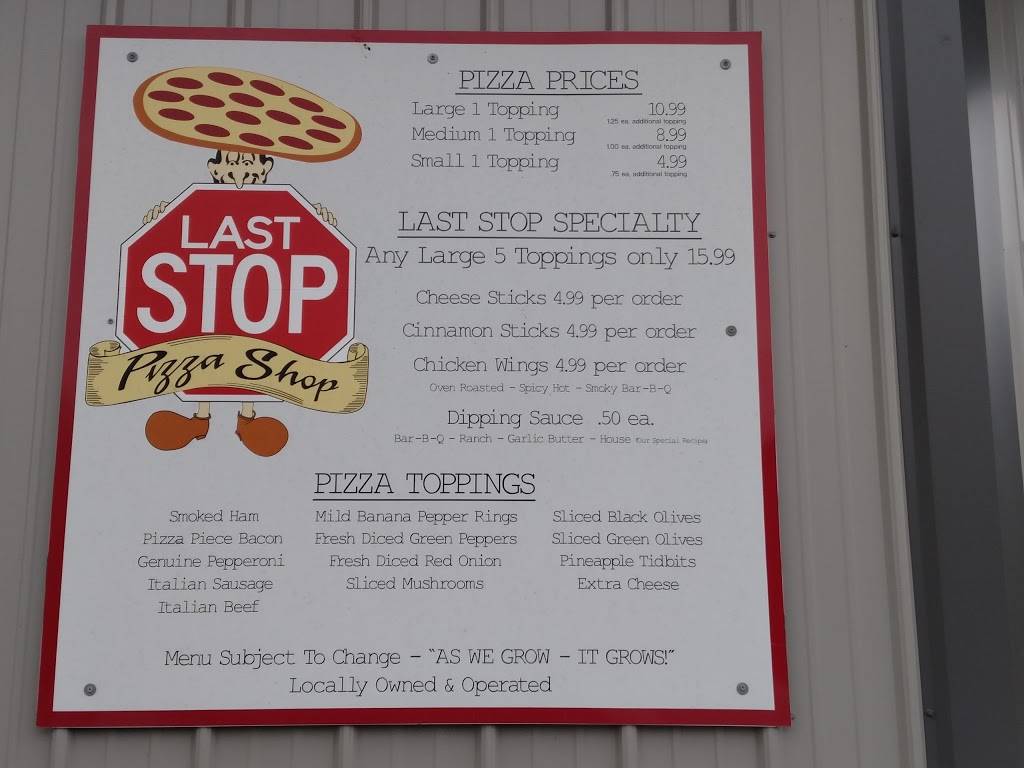 LAST
STOP
Pizza Shop
PIZZA PRICES
Large 1 Topping 10.99
1.25 ea. additional topping
Medium 1 Topping 8.99
1.00 ea. additional topping
Small 1 Topping 4.99
.75 ea. additional topping
LAST STOP SPECIALTY
Any Large 5 Toppings only 15.99
Cheese Sticks 4.99 per order
Cinnamon Sticks 4.99 per order
Chicken Wings 4.99 per order
Oven Roasted - Spicy Hot - Smoky Bar-B-Q
Dipping Sauce .50 ea.
Bar-B-Q - Ranch - Garlic Butter - House Our Special Recipe
PIZZA TOPPINGS
Smoked Ham
Pizza Piece Bacon
Genuine Pepperoni
Italian Sausage
Italian Beef
Mild Banana Pepper Rings
Fresh Diced Green Peppers
Fresh Diced Red Onion
Sliced Mushrooms
Sliced Black Olives
Sliced Green Olives
Pineapple Tidbits
Extra Cheese
Menu Subject To Change - "AS WE GROW - IT GROWS!"
Locally Owned & Operated